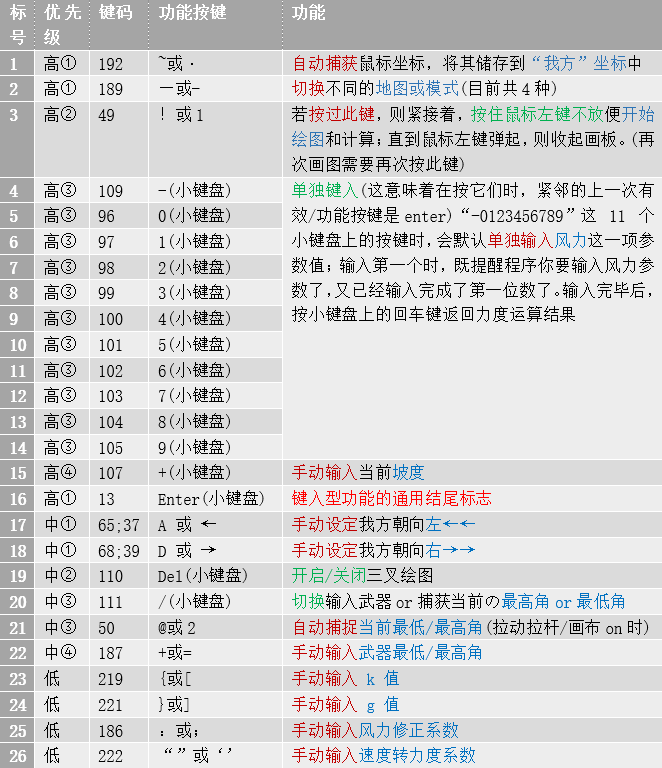 标号 优先级 键码 功能按键 功能
1 高① 192 ~或· 自动捕获鼠标坐标，将其储存到“我方”坐标中
2 高① 189 —或- 切换不同的地图或模式(目前共4种)
3 高② 49 ！或1 若按过此键，则紧接着，按住鼠标左键不放便开始
绘图和计算；直到鼠标左键弹起，则收起画板。(再
次画图需要再次按此键)
4 高③ 109 -(小键盘) 单独键入(这意味着在按它们时，紧邻的上一次有
5 高③ 96 0(小键盘) 效/功能按键是enter)“-0123456789”这 11 个
6 高③ 97 1(小键盘) 小键盘上的按键时，会默认单独输入风力这一项参
7 高③ 98 2(小键盘) 数值；输入第一个时，既提醒程序你要输入风力参
8 高③ 99 3(小键盘) 数了，又已经输入完成了第一位数了。输入完毕后，
9 高③ 100 4(小键盘) 按小键盘上的回车键返回力度运算结果
10 高③ 101 5(小键盘)
11 高③ 102 6(小键盘)
12 高③ 103 7(小键盘)
13 高③ 104 8(小键盘)
14 高③ 105 9(小键盘)
15 高④ 107 +(小键盘) 手动输入当前坡度
16 高① 13 Enter(小键盘) 键入型功能的通用结尾标志
17 中① 65;37 A 或 ← 手动设定我方朝向左←←
18 中① 68;39 D 或 → 手动设定我方朝向右→→
19 中② 110 Del(小键盘) 开启/关闭三叉绘图
20 中③ 111 /(小键盘) 切换输入武器or捕获当前の最高角or最低角
21 中③ 50 @或2 自动捕捉当前最低/最高角(拉动拉杆/画布on时)
22 中④ 187 +或= 手动输入武器最低/最高角
23 低 219 {或[ 手动输入 k 值
24 低 221 }或] 手动输入 g 值
25 低 186 ：或; 手动输入风力修正系数
26 低 222 “”或‘’ 手动输入速度转力度系数